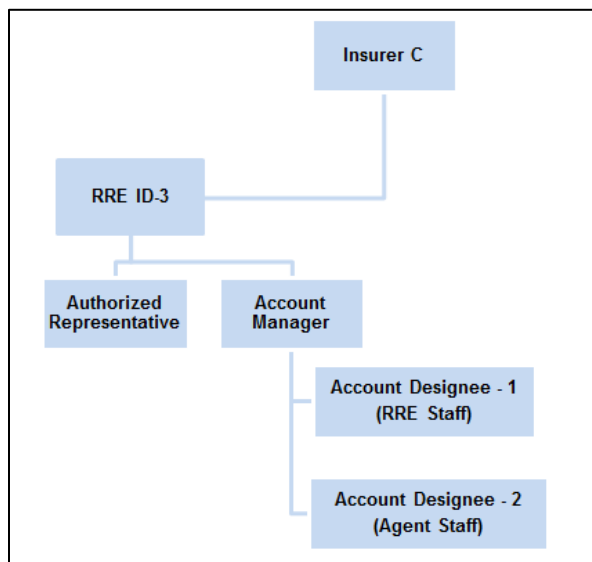 Insurer C
RRE ID-3
Authorized
Representative
Account
Manager
Account Designee - 1
(RRE Staff)
Account Designee - 2
(Agent Staff)